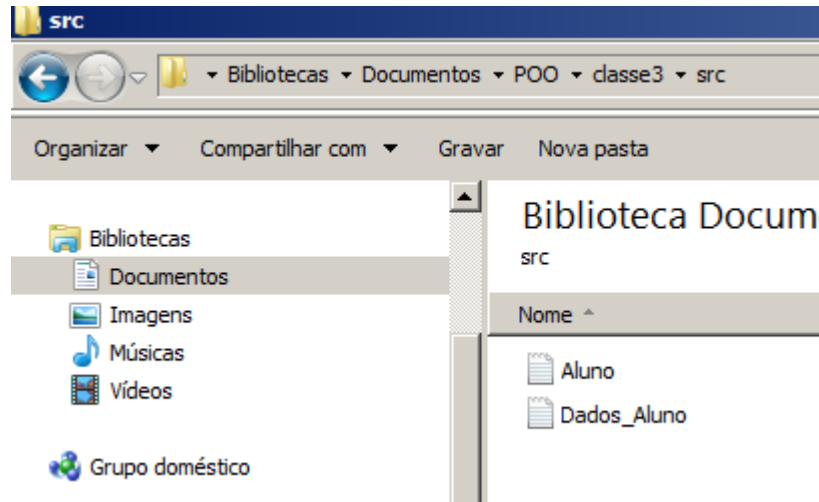 src
Bibliotecas Documentos POO classe3 src
Organizar Compartilhar com Gravar Nova pasta
Bibliotecas
Documentos
Imagens
Músicas
Vídeos
Grupo doméstico
Biblioteca Docum
src
Nome
Aluno
Dados_Aluno